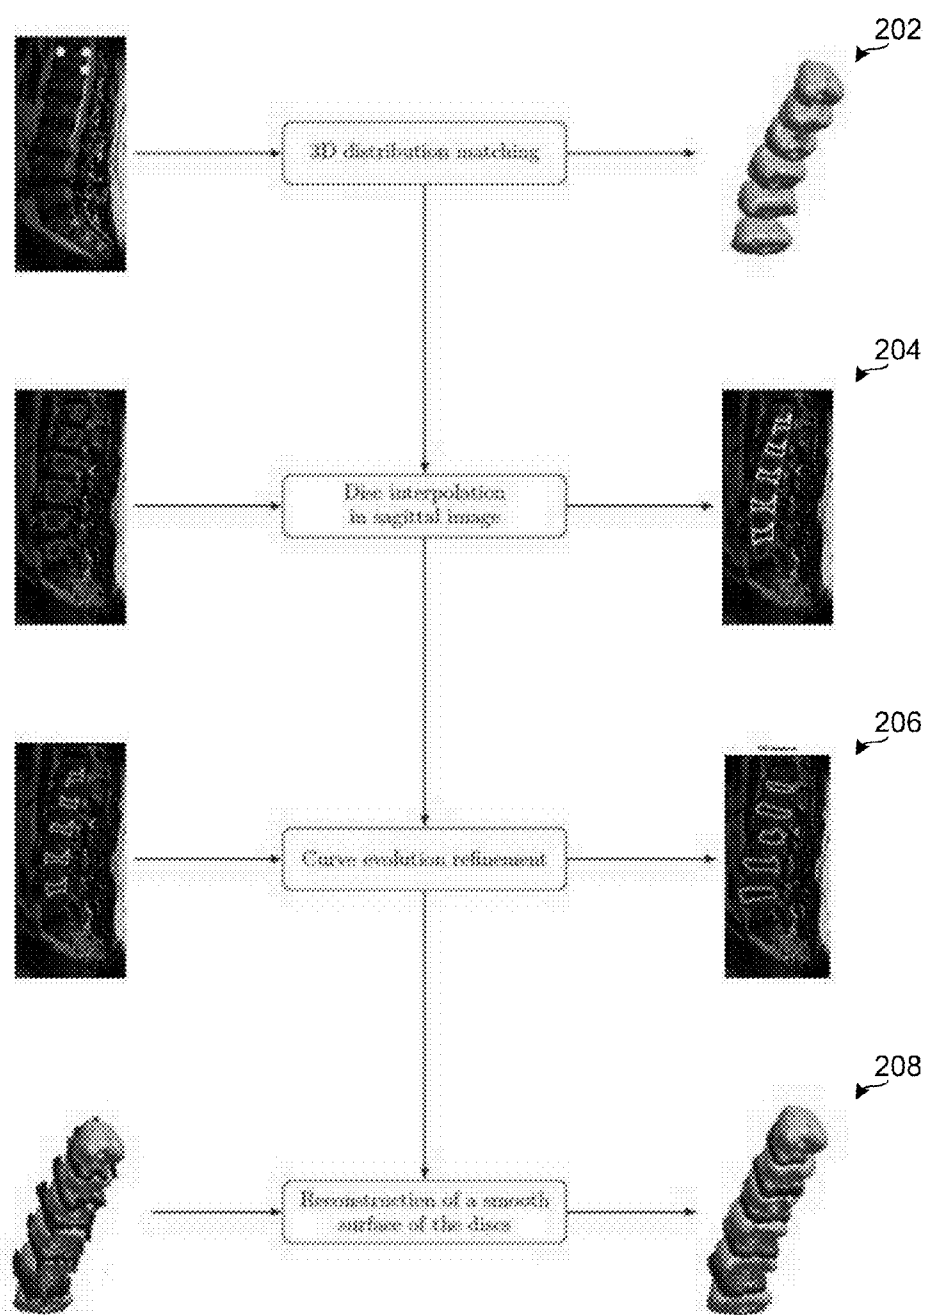 202
3D distribution matching
204
Disc interpolation
in sagittal image
206
Curve evolution refinement
208
Reconstruction of a smooth
surface of the discs